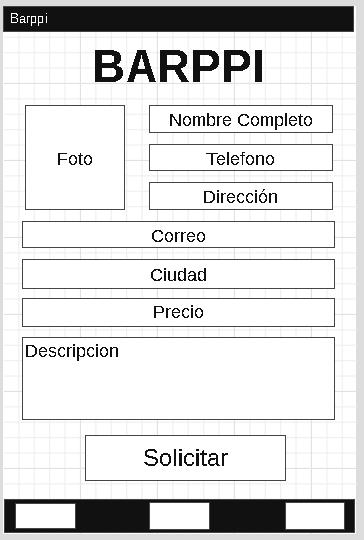 Barppi
BARPPI
Foto
Nombre Completo
Telefono
Dirección
Correo
Ciudad
Precio
Descripcion
Solicitar